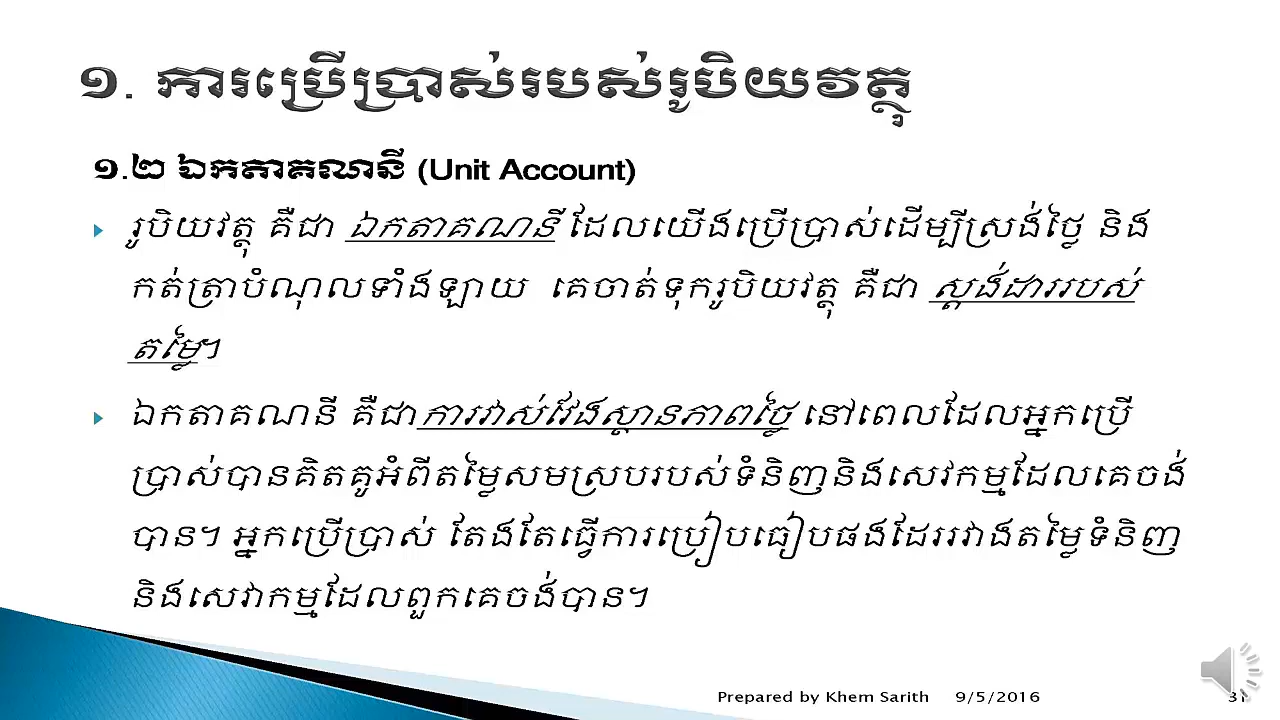 ១. ការប្រើប្រាស់របស់រូបិយវត្ថុ
១.២ ឯកតាគណនី (Unit Account)
រូបិយវត្ថុ គឺជា ឯកតាគណនី ដែលយើងប្រើប្រាស់ដើម្បីស្រង់ថ្លៃ និង
កត់ត្រាបំណុលទាំងឡាយ គេចាត់ទុករូបិយវត្ថុ គឺជា ស្តង់ដាររបស់
តម្លៃ។
ឯកតាគណនី គឺជាការវាស់វែងស្ថានភាពថ្លៃ នៅពេលដែលអ្នកប្រើ
ប្រាស់បានគិតគូអំពីតម្លៃសមស្របរបស់ទំនិញនិងសេវកម្មដែលគេចង់
បាន។ អ្នកប្រើប្រាស់ តែងតែធ្វើការប្រៀបធៀបផងដែររវាងតម្លៃទំនិញ
និងសេវាកម្មដែលពួកគេចង់បាន។
Prepared by Khem Sarith 9/5/2016 31